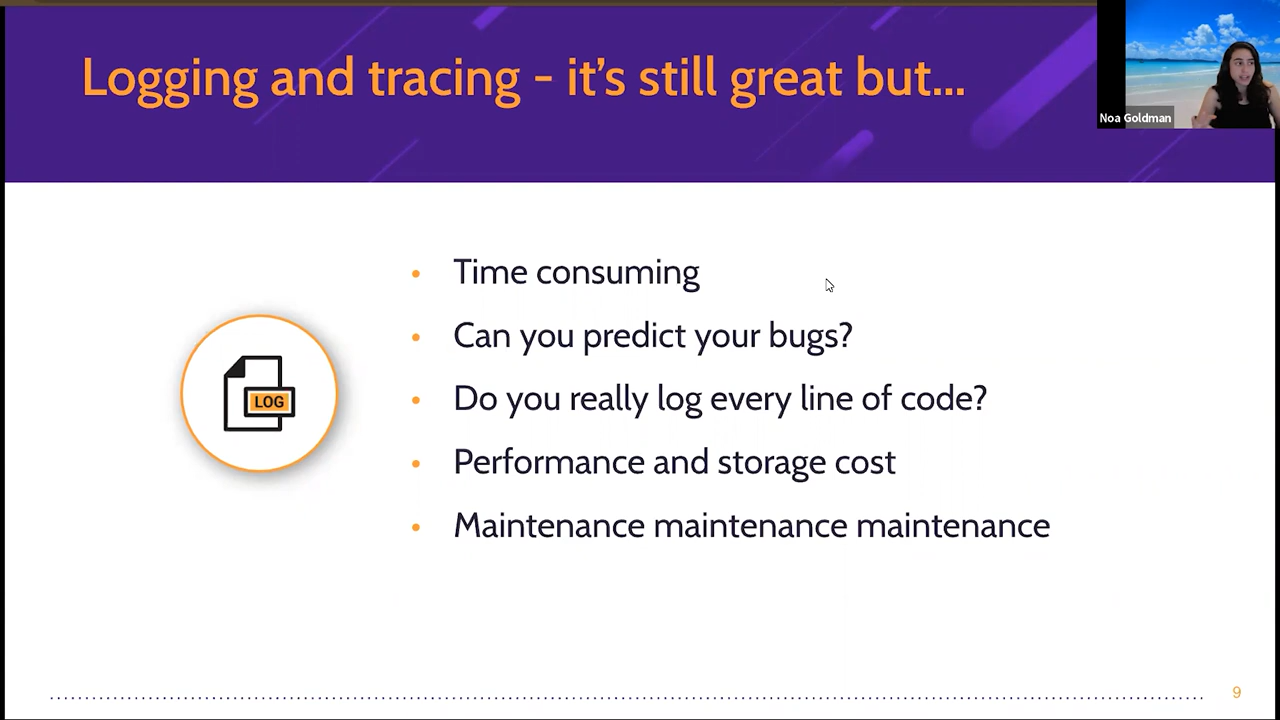 Logging and tracing - it's still great but...
Noa Goldman
• Time consuming
• Can you predict your bugs?
• Do you really log every line of code?
LOG
• Performance and storage cost
• Maintenance maintenance maintenance
9